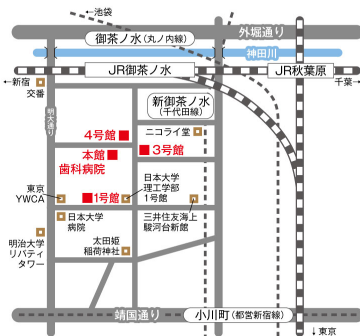 ←池袋
外堀通り
御茶ノ水(丸ノ内線)
神田川
JR御茶ノ水
JR秋葉原
←新宿
千葉→
交番
明大通り
新御茶ノ水
(千代田線)
4号館
ニコライ堂
本館
歯科病院
3号館
東京
YWCA
1号館
日本大学
理工学部
1号館
日本大学
病院
三井住友海上
駿河台新館
明治大学
リバティ
タワー
太田姫
稲荷神社
靖国通り
小川町(都営新宿線)
↓東京